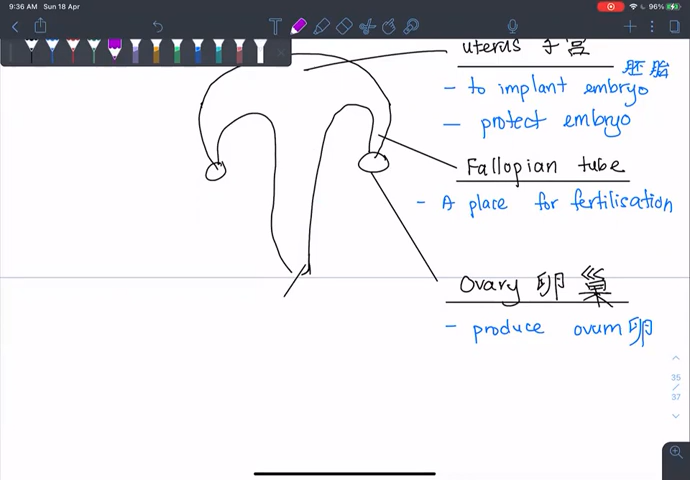 9:36 AM Sun 18 Apr
96%
uterus 子宫
胚胎
- to implant embryo
- protect embryo
Fallopian tube
- A place for fertilisation
Ovary 卵巢
- produce ovum 卵
35
/
37